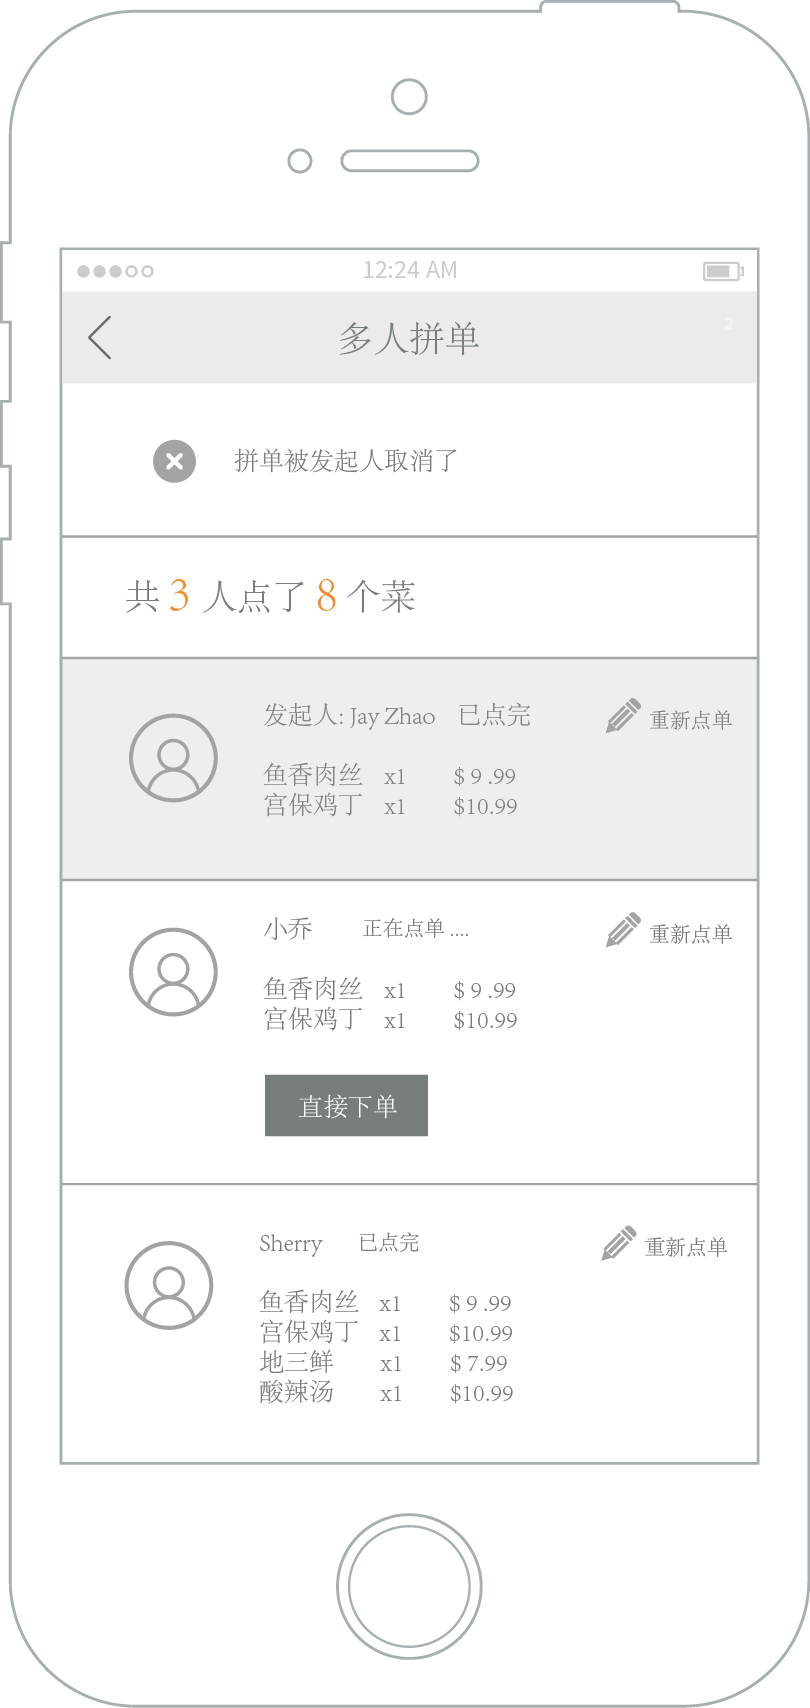 12:24 AM
多人拼单
2
拼单被发起人取消了
共 3 人点了 8 个菜
发起人: Jay Zhao 已点完 重新点单
鱼香肉丝 x1 $ 9 .99
宫保鸡丁 x1 $10.99
小乔 正在点单 .... 重新点单
鱼香肉丝 x1 $ 9 .99
宫保鸡丁 x1 $10.99
直接下单
Sherry 已点完 重新点单
鱼香肉丝 x1 $ 9 .99
宫保鸡丁 x1 $10.99
地三鲜 x1 $ 7.99
酸辣汤 x1 $10.99